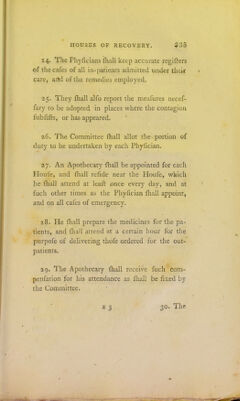 HOUSES OF RECOVERY. 235
24. The Phyſicians ſhall keep accurate regiſters
of the caſes of all in-patients admitted under their
care, and of the remedies employed.
25. They ſhall alſo report the meaſures neceſ-
ſary to be adopted in places where the contagion
ſubſiſts, or has appeared.
26. The Committee ſhall allot the portion of
duty to be undertaken by each Phyſician.
27. An Apothecary ſhall be appointed for each
Houſe, and ſhall reſide near the Houſe, which
he ſhall attend at leaſt once every day, and at
ſuch other times as the Phyſician ſhall appoint,
and on all caſes of emergency.
28. He ſhall prepare the medicines for the pa-
tients, and ſhall attend at a certain hour for the
purpoſe of delivering thoſe ordered for the out-
patients.
29. The Apothecary ſhall receive ſuch com-
penſation for his attendance as ſhall be fixed by
the Committee.
30. The